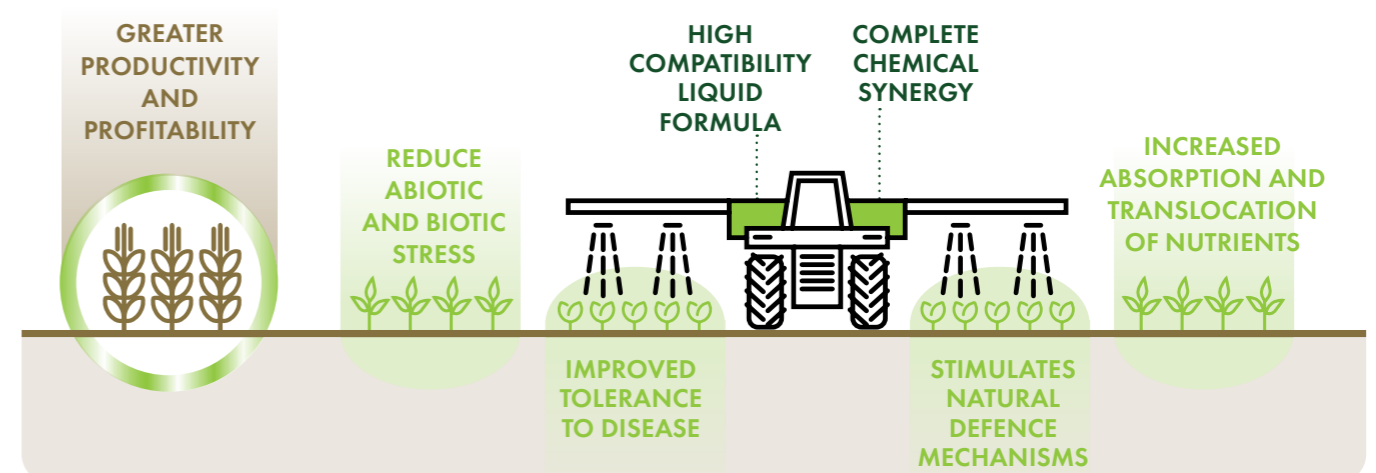 GREATER
PRODUCTIVITY
AND
PROFITABILITY
REDUCE
ABIOTIC
AND BIOTIC
STRESS
HIGH
COMPATIBILITY
LIQUID
FORMULA
COMPLETE
CHEMICAL
SYNERGY
INCREASED
ABSORPTION AND
TRANSLOCATION
OF NUTRIENTS
IMPROVED
TOLERANCE
TO DISEASE
STIMULATES
NATURAL
DEFENCE
MECHANISMS